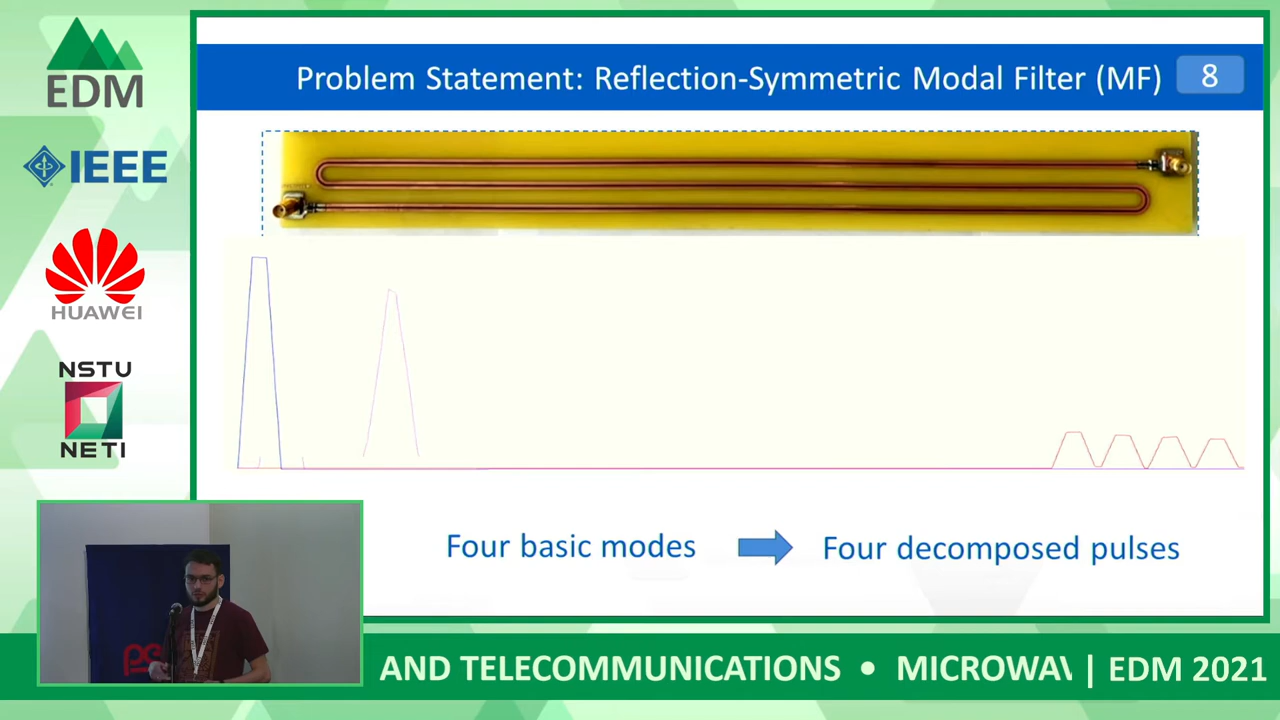 EDM
IEEE
HUAWEI
NSTU
NETI
Problem Statement: Reflection-Symmetric Modal Filter (MF) 8
Four basic modes
Four decomposed pulses
AND TELECOMMUNICATIONS • MICROWAV | EDM 2021